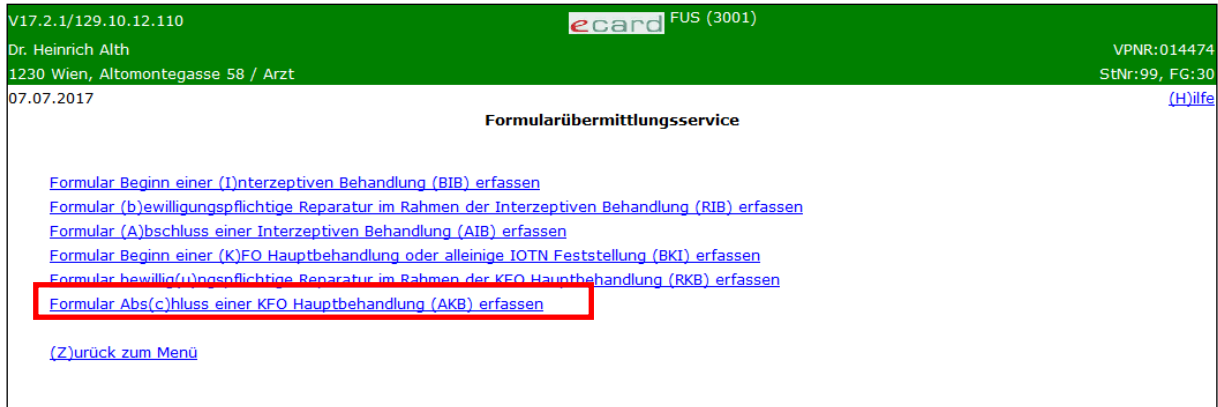 V17.2.1/129.10.12.110 ecard FUS (3001)
Dr. Heinrich Alth VPNR:014474
1230 Wien, Altomontegasse 58 / Arzt StNr:99, FG:30
07.07.2017 (H)ilfe
Formularübermittlungsservice
Formular Beginn einer (I)nterzeptiven Behandlung (BIB) erfassen
Formular (b)ewilligungspflichtige Reparatur im Rahmen der Interzeptiven Behandlung (RIB) erfassen
Formular (A)bschluss einer Interzeptiven Behandlung (AIB) erfassen
Formular Beginn einer (K)FO Hauptbehandlung oder alleinige IOTN Feststellung (BKI) erfassen
Formular bewillig(u)ngspflichtige Reparatur im Rahmen der KFO Hauptbehandlung (RKB) erfassen
Formular Abs(c)hluss einer KFO Hauptbehandlung (AKB) erfassen
(Z)urück zum Menü